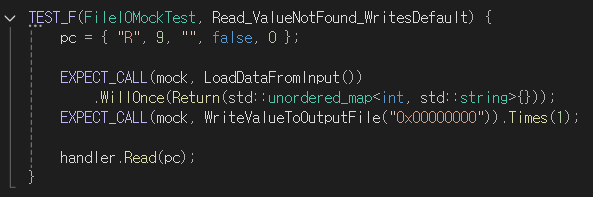 TEST_F(FileIOMockTest, Read_ValueNotFound_WritesDefault) {
    pc = { "R", 9, "", false, 0 };

    EXPECT_CALL(mock, LoadDataFromInput())
        .WillOnce(Return(std::unordered_map<int, std::string>{}));
    EXPECT_CALL(mock, WriteValueToOutputFile("0x00000000")).Times(1);

    handler.Read(pc);
}